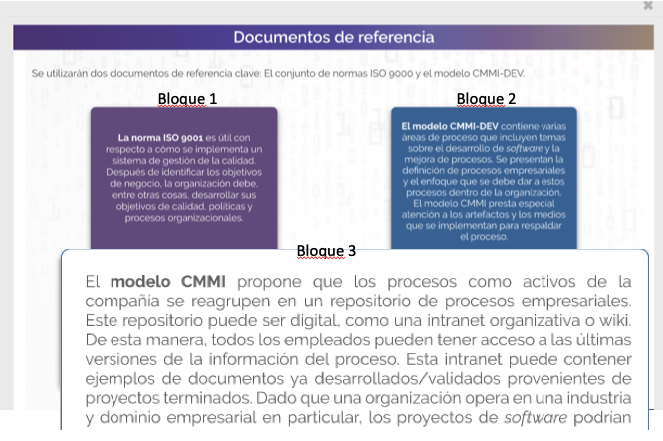 Documentos de referencia
Se utilizarán dos documentos de referencia clave: El conjunto de normas ISO 9000 y el modelo CMMI-DEV.
Bloque 1
La norma ISO 9001 es útil con
respecto a cómo se implementa un
sistema de gestión de la calidad.
Después de identificar los objetivos
de negocio, la organización debe,
entre otras cosas, desarrollar sus
objetivos de calidad, políticas y
procesos organizacionales.
Bloque 2
El modelo CMMI-DEV contiene varias
áreas de proceso que incluyen temas
sobre el desarrollo de software y la
mejora de procesos. Se presentan la
definición de procesos empresariales
y el enfoque que se debe dar a estos
procesos dentro de la organización.
El modelo CMMI presta especial
atención a los artefactos y los medios
que se implementan para respaldar
el proceso.
Bloque 3
El modelo CMMI propone que los procesos como activos de la
compañía se reagrupen en un repositorio de procesos empresariales.
Este repositorio puede ser digital, como una intranet organizativa o wiki.
De esta manera, todos los empleados pueden tener acceso a las últimas
versiones de la información del proceso. Esta intranet puede contener
ejemplos de documentos ya desarrollados/validados provenientes de
proyectos terminados. Dado que una organización opera en una industria
y dominio empresarial en particular, los proyectos de software podrían